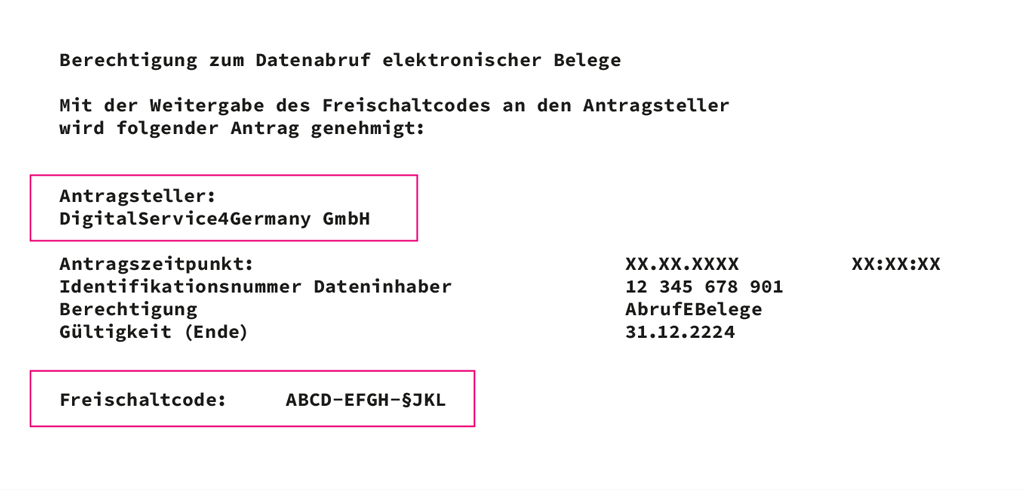 Berechtigung zum Datenabruf elektronischer Belege
Mit der Weitergabe des Freischaltcodes an den Antragsteller
wird folgender Antrag genehmigt:
Antragsteller:
DigitalService4Germany GmbH
Antragszeitpunkt: XX.XX.XXXX XX:XX:XX
Identifikationsnummer Dateninhaber 12 345 678 901
Berechtigung AbrufEBelege
Gültigkeit (Ende) 31.12.2224
Freischaltcode: ABCD-EFGH-§JKL